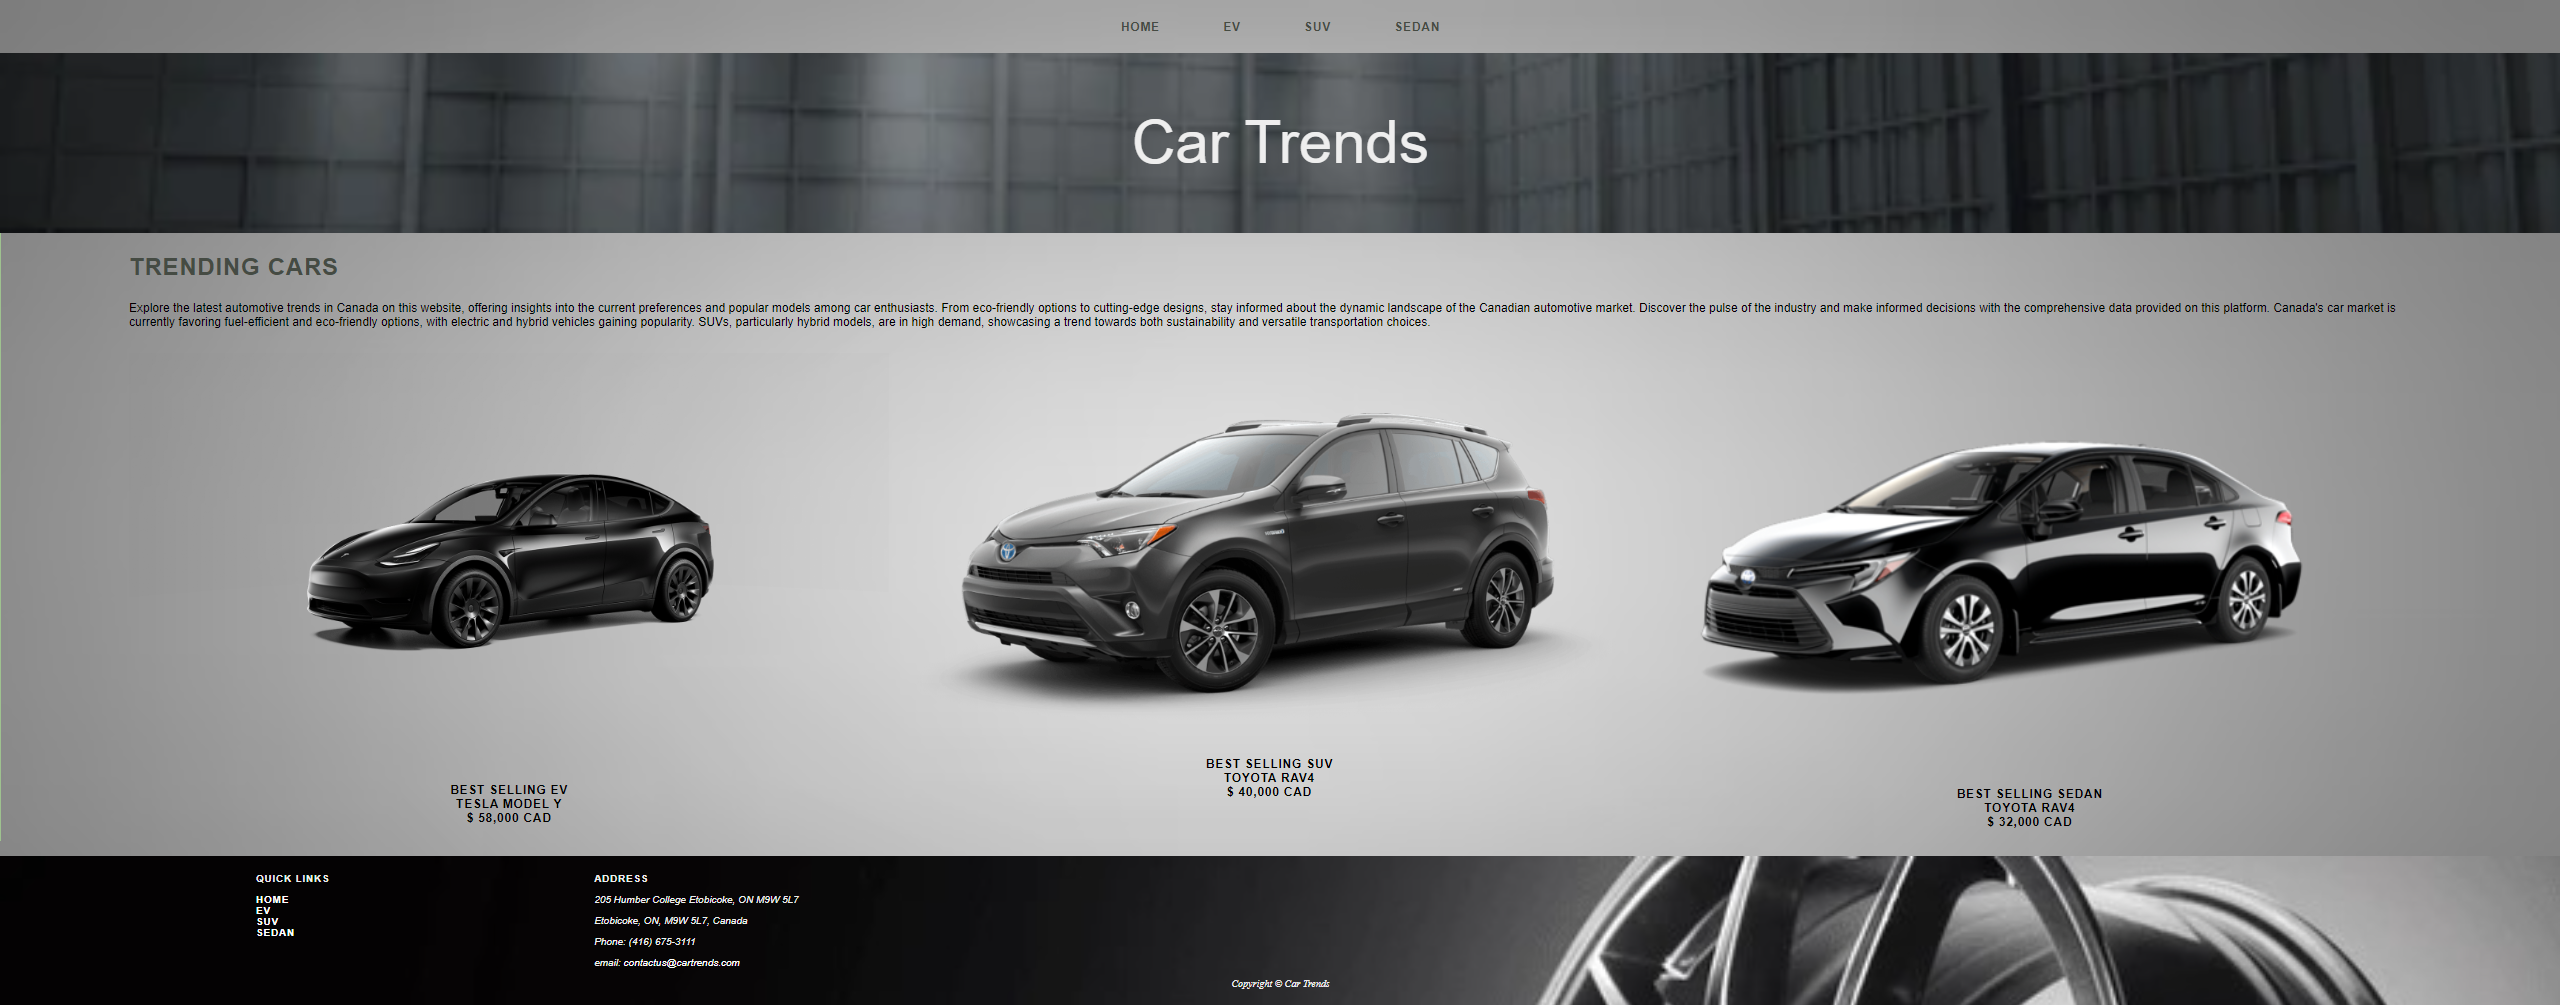 HOME EV SUV SEDAN
Car Trends
TRENDING CARS
Explore the latest automotive trends in Canada on this website, offering insights into the current preferences and popular models among car enthusiasts. From eco-friendly options to cutting-edge designs, stay informed about the dynamic landscape of the Canadian automotive market. Discover the pulse of the industry and make informed decisions with the comprehensive data provided on this platform. Canada's car market is
currently favoring fuel-efficient and eco-friendly options, with electric and hybrid vehicles gaining popularity. SUVs, particularly hybrid models, are in high demand, showcasing a trend towards both sustainability and versatile transportation choices.
BEST SELLING EV
TESLA MODEL Y
$ 58,000 CAD
BEST SELLING SUV
TOYOTA RAV4
$ 40,000 CAD
BEST SELLING SEDAN
TOYOTA RAV4
$ 32,000 CAD
QUICK LINKS
HOME
EV
SUV
SEDAN
ADDRESS
205 Humber College Etobicoke, ON M9W 5L7
Etobicoke, ON, M9W 5L7, Canada
Phone: (416) 675-3111
email: contactus@cartrends.com
Copyright © Car Trends